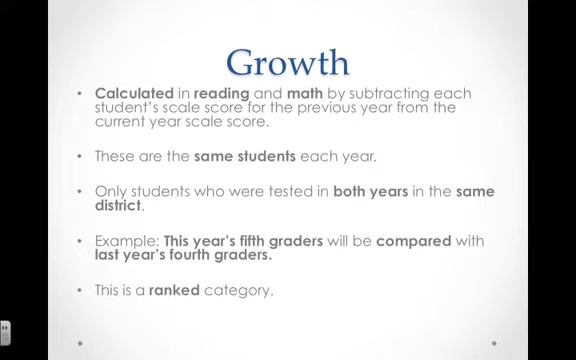 Growth
• Calculated in reading and math by subtracting each
student's scale score for the previous year from the
current year scale score.
• These are the same students each year.
• Only students who were tested in both years in the same
district.
• Example: This year's fifth graders will be compared with
last year's fourth graders.
• This is a ranked category.